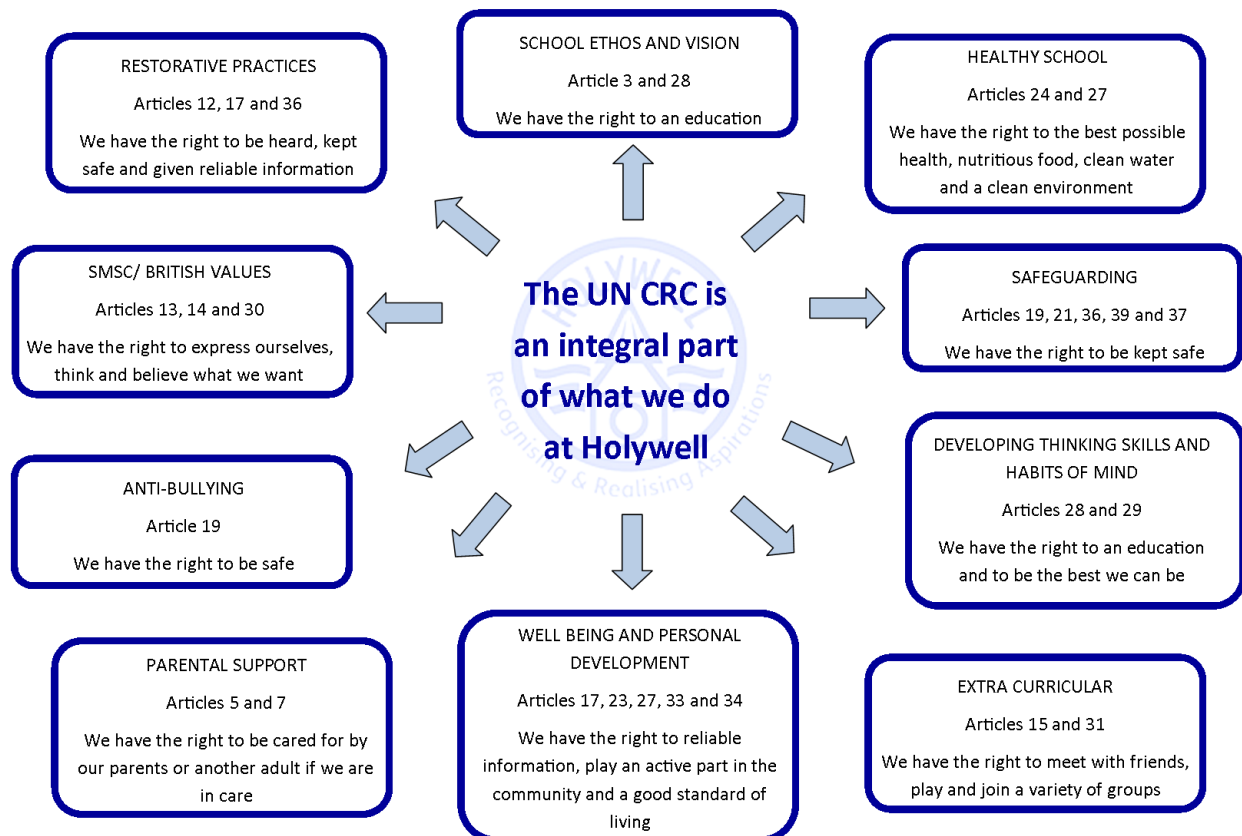 RESTORATIVE PRACTICES
Articles 12, 17 and 36
We have the right to be heard, kept
safe and given reliable information
SCHOOL ETHOS AND VISION
Article 3 and 28
We have the right to an education
HEALTHY SCHOOL
Articles 24 and 27
We have the right to the best possible
health, nutritious food, clean water
and a clean environment
SMSC/ BRITISH VALUES
Articles 13, 14 and 30
We have the right to express ourselves,
think and believe what we want
The UN CRC is
an integral part
of what we do
at Holywell
HOLYWELL
Recognising & Realising Aspirations
SAFEGUARDING
Articles 19, 21, 36, 39 and 37
We have the right to be kept safe
ANTI-BULLYING
Article 19
We have the right to be safe
DEVELOPING THINKING SKILLS AND
HABITS OF MIND
Articles 28 and 29
We have the right to an education
and to be the best we can be
PARENTAL SUPPORT
Articles 5 and 7
We have the right to be cared for by
our parents or another adult if we are
in care
WELL BEING AND PERSONAL
DEVELOPMENT
Articles 17, 23, 27, 33 and 34
We have the right to reliable
information, play an active part in the
community and a good standard of
living
EXTRA CURRICULAR
Articles 15 and 31
We have the right to meet with friends,
play and join a variety of groups